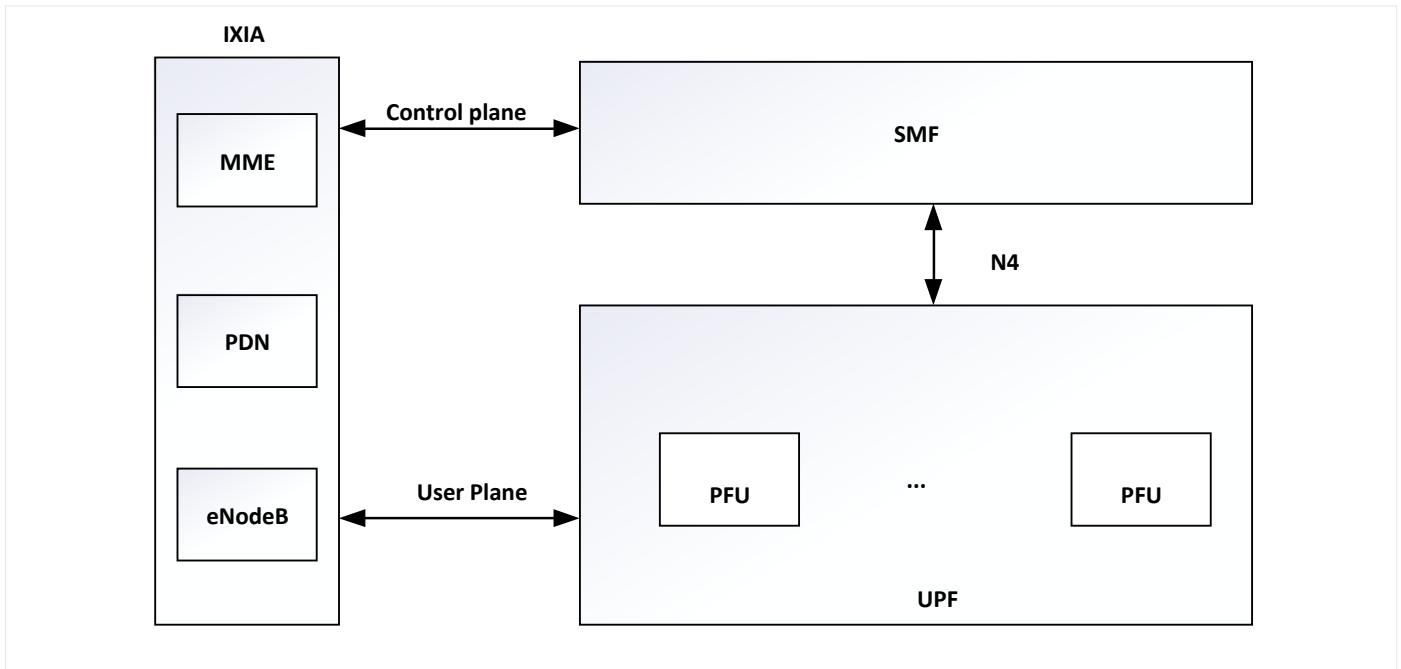 IXIA
Control plane
MME
SMF
N4
PDN
User Plane
eNodeB
PFU
...
PFU
UPF